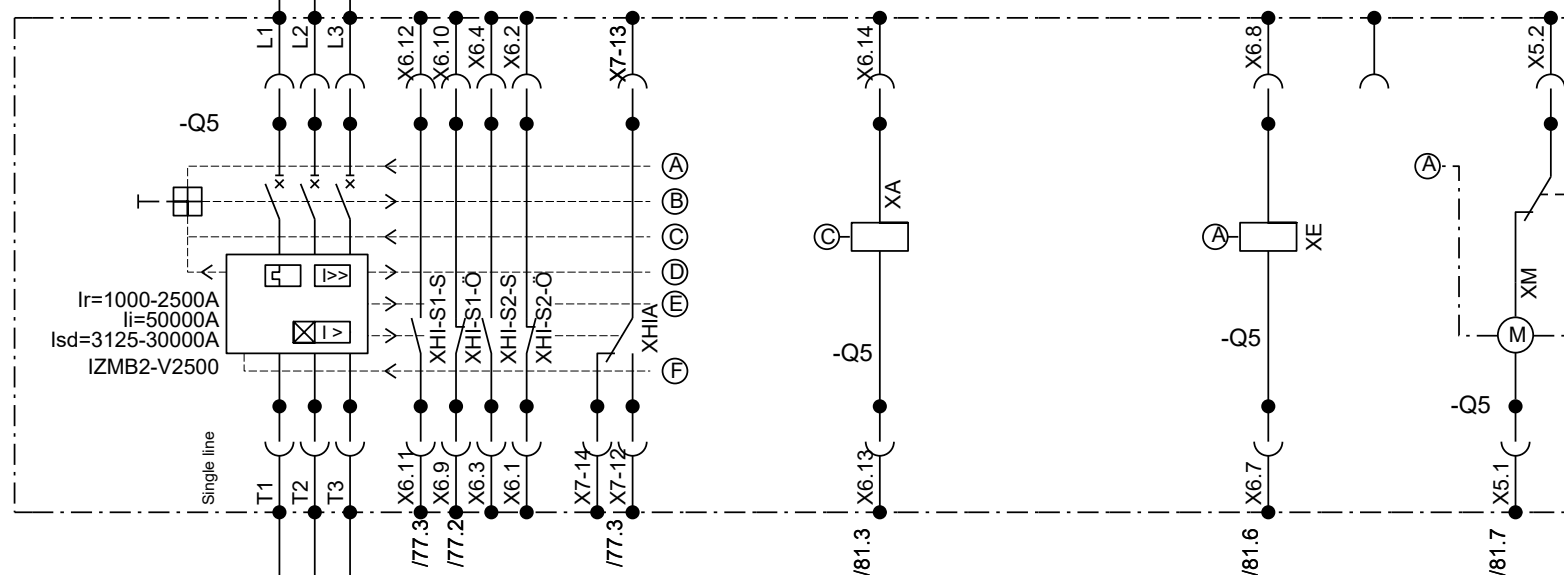 L1
L2
L3
X6.12
X6.10
X6.4
X6.2
X7-13
X6.14
X6.8
X5.2
-Q5
A
B
C
D
E
F
I>>
I >
Ir=1000-2500A
Ii=50000A
Isd=3125-30000A
IZMB2-V2500
XHI-S1-S
XHI-S1-Ö
XHI-S2-S
XHI-S2-Ö
XHIA
C
XA
-Q5
A
XE
-Q5
A
XM
M
-Q5
Single line
T1
T2
T3
X6.11
X6.9
X6.3
X6.1
X7-14
X7-12
X6.13
X6.7
X5.1
/77.3
/77.2
/77.3
/81.3
/81.6
/81.7